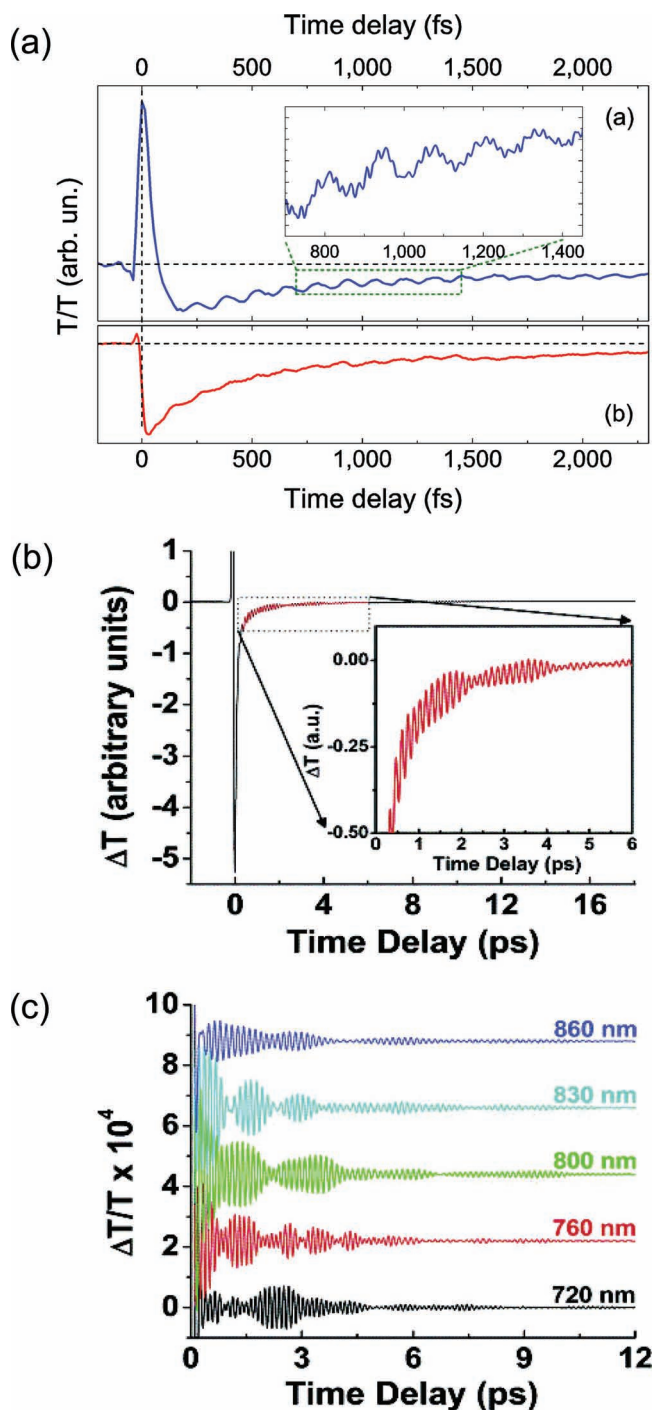 (a)
Time delay (fs)
0 500 1,000 1,500 2,000
T/T (arb. un.)
(a)
800 1,000 1,200 1,400
(b)
0 500 1,000 1,500 2,000
Time delay (fs)
(b)
ΔT (arbitrary units)
1
0
-1
-2
-3
-4
-5
ΔT (a.u.)
0.00
-0.25
-0.50
0 1 2 3 4 5 6
Time Delay (ps)
0 4 8 12 16
Time Delay (ps)
(c)
ΔT/T x 10⁴
10
8
6
4
2
0
860 nm
830 nm
800 nm
760 nm
720 nm
0 3 6 9 12
Time Delay (ps)